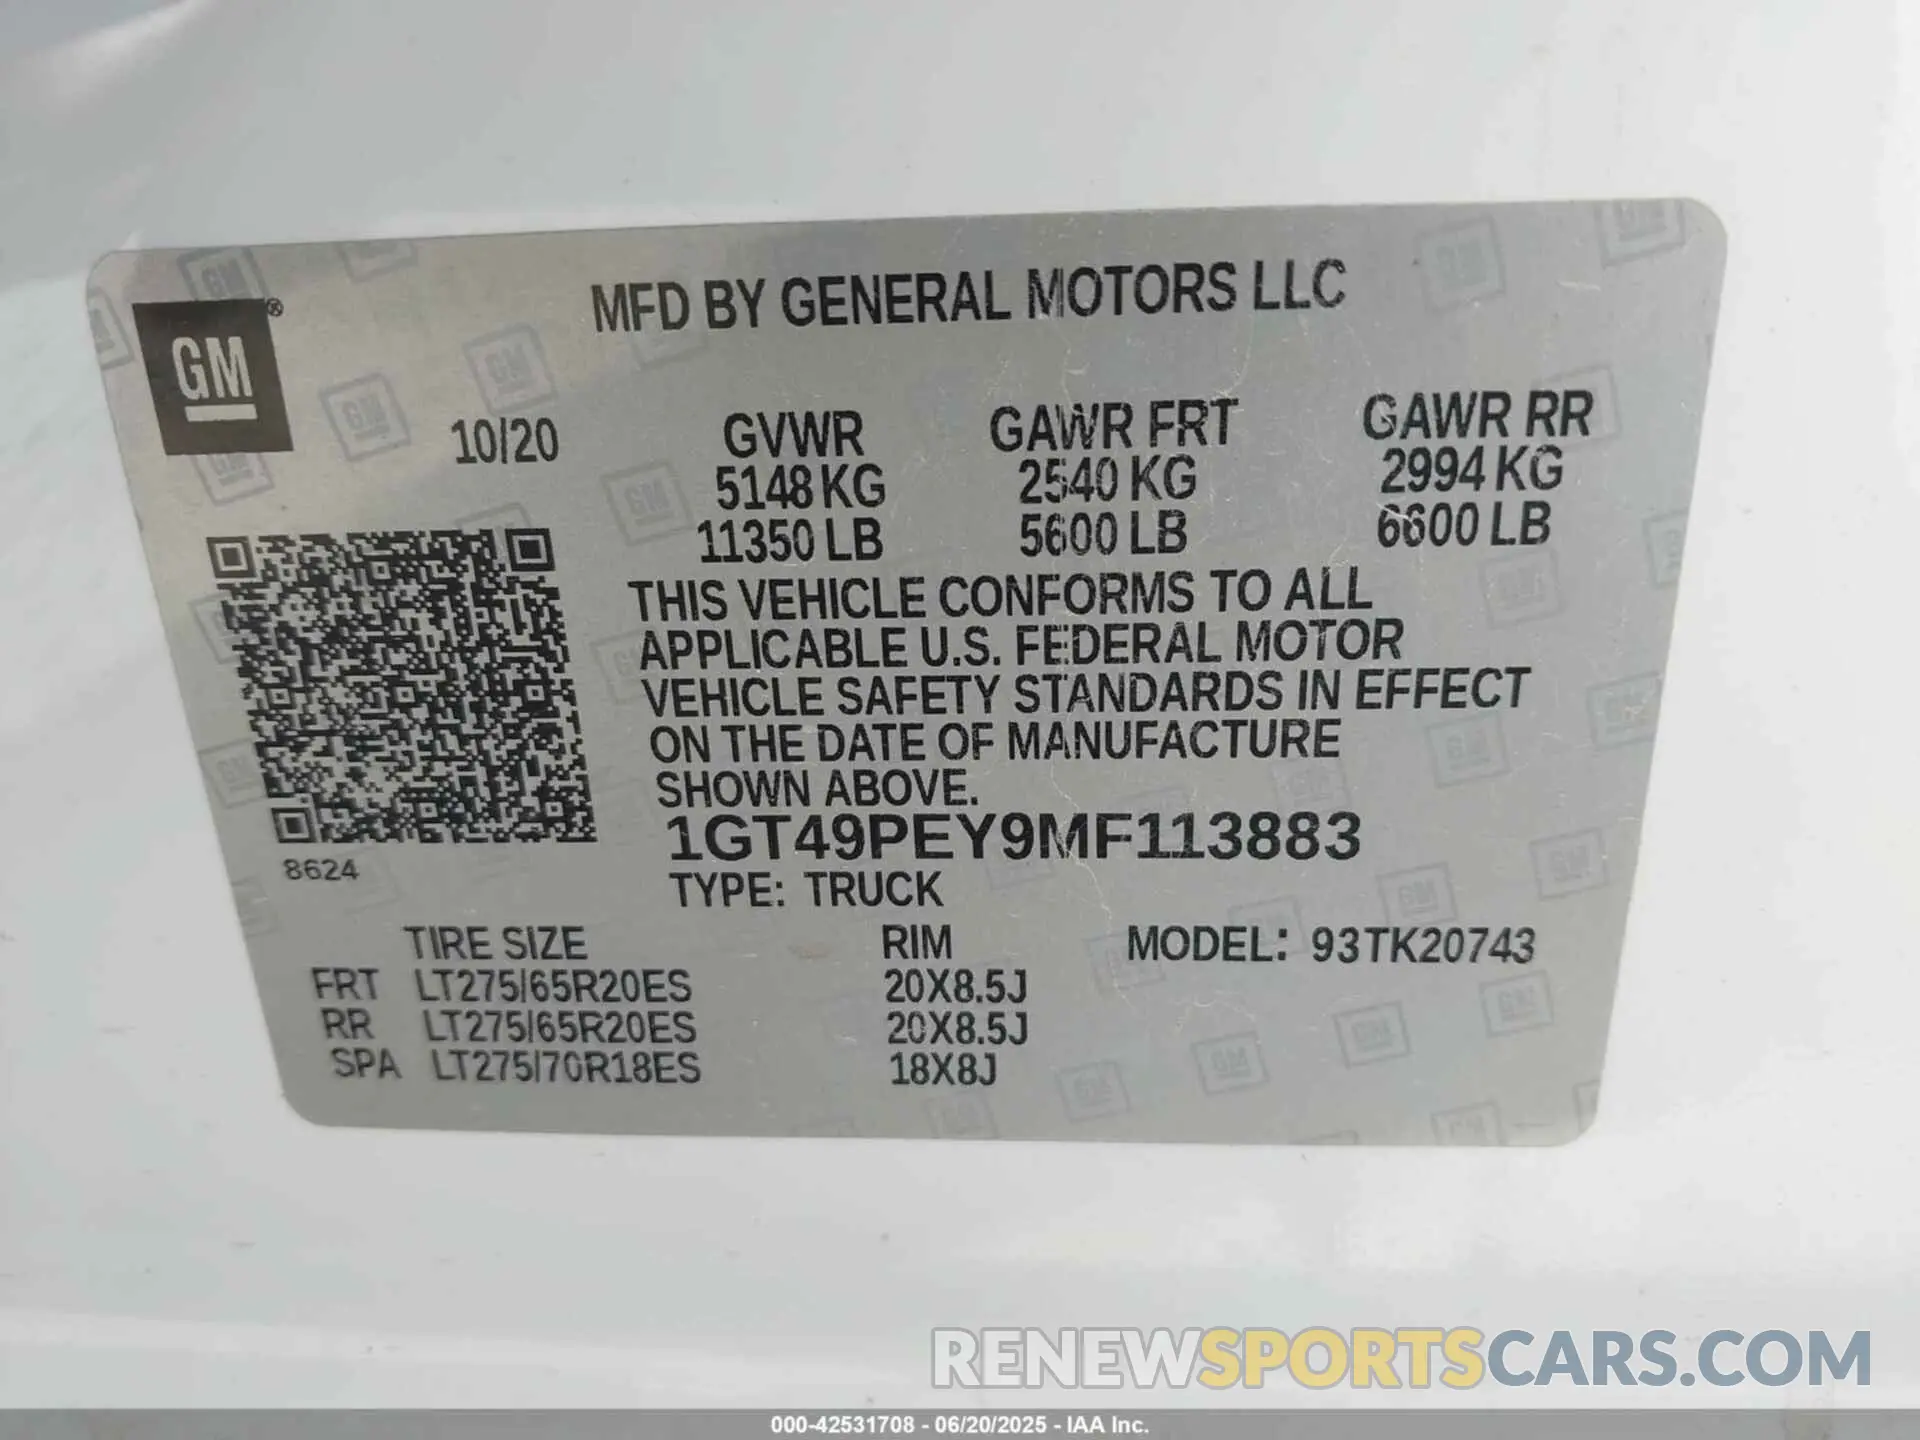 MFD BY GENERAL MOTORS LLC
GM®
10/20 GVWR GAWR FRT GAWR RR
5148 KG 2540 KG 2994 KG
11350 LB 5600 LB 6600 LB
THIS VEHICLE CONFORMS TO ALL
APPLICABLE U.S. FEDERAL MOTOR
VEHICLE SAFETY STANDARDS IN EFFECT
ON THE DATE OF MANUFACTURE
SHOWN ABOVE.
1GT49PEY9MF113883
8624
TYPE: TRUCK
TIRE SIZE RIM MODEL: 93TK20743
FRT LT275/65R20ES 20X8.5J
RR LT275/65R20ES 20X8.5J
SPA LT275/70R18ES 18X8J
RENEWSPORTSCARS.COM
000-42531708 - 06/20/2025 - IAA Inc.